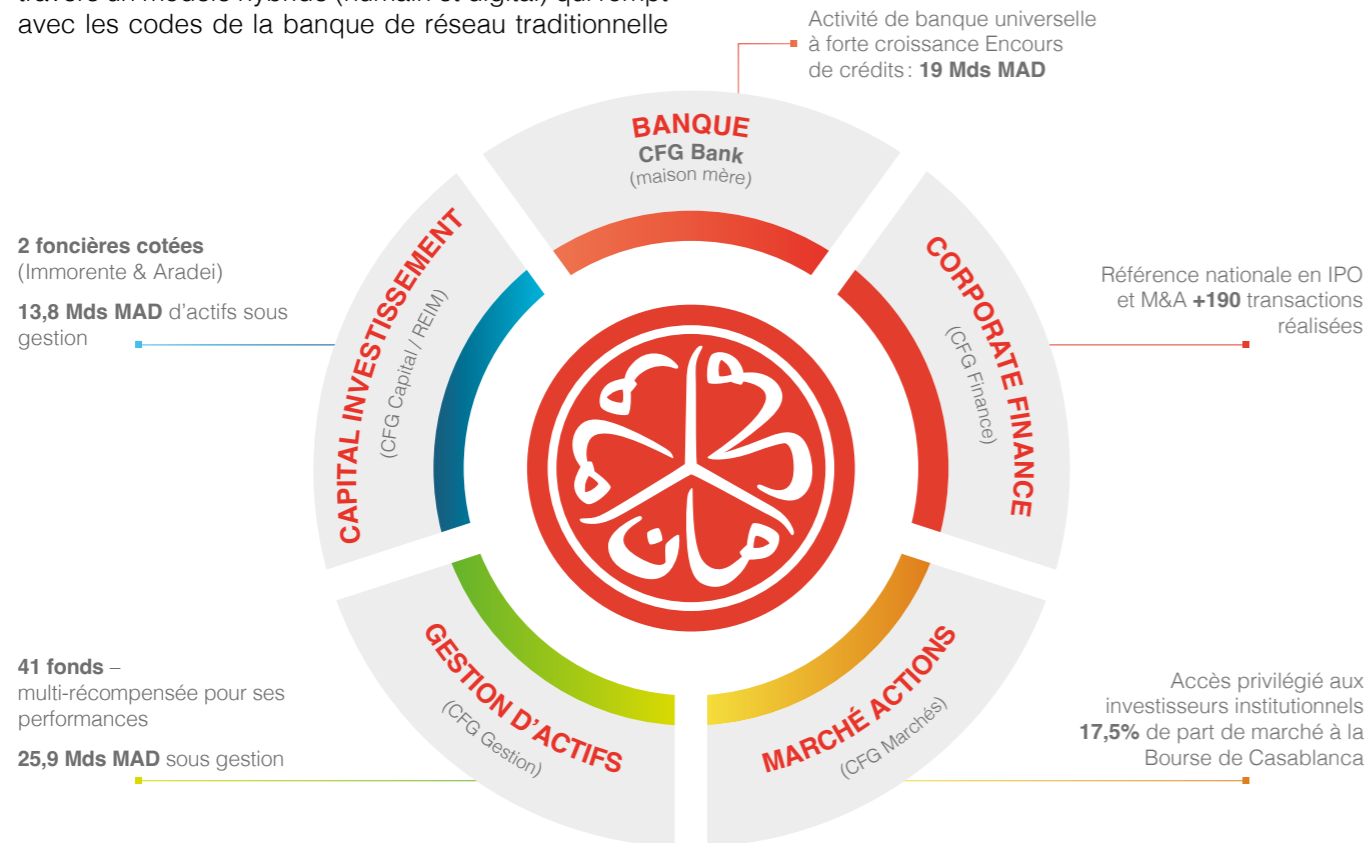 avec les codes de la banque de réseau traditionnelle
Activité de banque universelle
à forte croissance Encours
de crédits : 19 Mds MAD
BANQUE
CFG Bank
(maison mère)
2 foncières cotées
(Immorente & Aradei)
13,8 Mds MAD d’actifs sous
gestion
CAPITAL INVESTISSEMENT
(CFG Capital / REIM)
CORPORATE FINANCE
(CFG Finance)
Référence nationale en IPO
et M&A +190 transactions
réalisées
41 fonds –
multi-récompensée pour ses
performances
25,9 Mds MAD sous gestion
GESTION D’ACTIFS
(CFG Gestion)
MARCHÉ ACTIONS
(CFG Marchés)
Accès privilégié aux
investisseurs institutionnels
17,5% de part de marché à la
Bourse de Casablanca